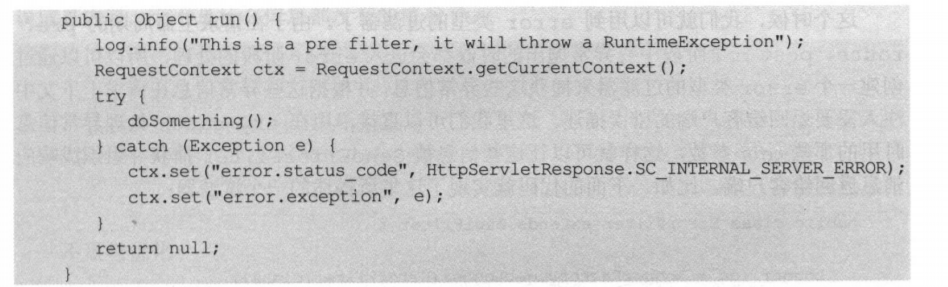 public Object run() {
log.info("This is a pre filter, it will throw a RuntimeException");
RequestContext ctx = RequestContext.getCurrentContext();
try {
doSomething();
} catch (Exception e) {
ctx.set("error.status_code", HttpServletResponse.SC_INTERNAL_SERVER_ERROR);
ctx.set("error.exception", e);
}
return null;
}